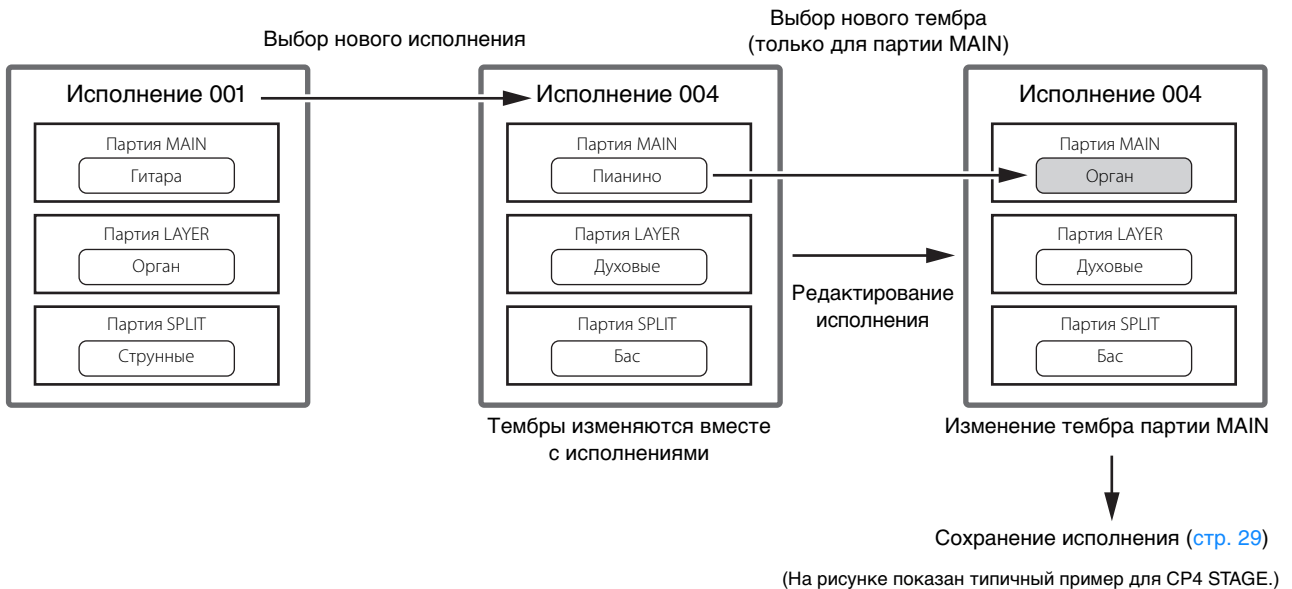 Выбор нового исполнения
Выбор нового тембра
(только для партии MAIN)
Исполнение 001
Партия MAIN
Гитара
Партия LAYER
Орган
Партия SPLIT
Струнные
Исполнение 004
Партия MAIN
Пианино
Партия LAYER
Духовые
Партия SPLIT
Бас
Тембры изменяются вместе
с исполнениями
Редактирование
исполнения
Исполнение 004
Партия MAIN
Орган
Партия LAYER
Духовые
Партия SPLIT
Бас
Изменение тембра партии MAIN
Сохранение исполнения (стр. 29)
(На рисунке показан типичный пример для CP4 STAGE.)